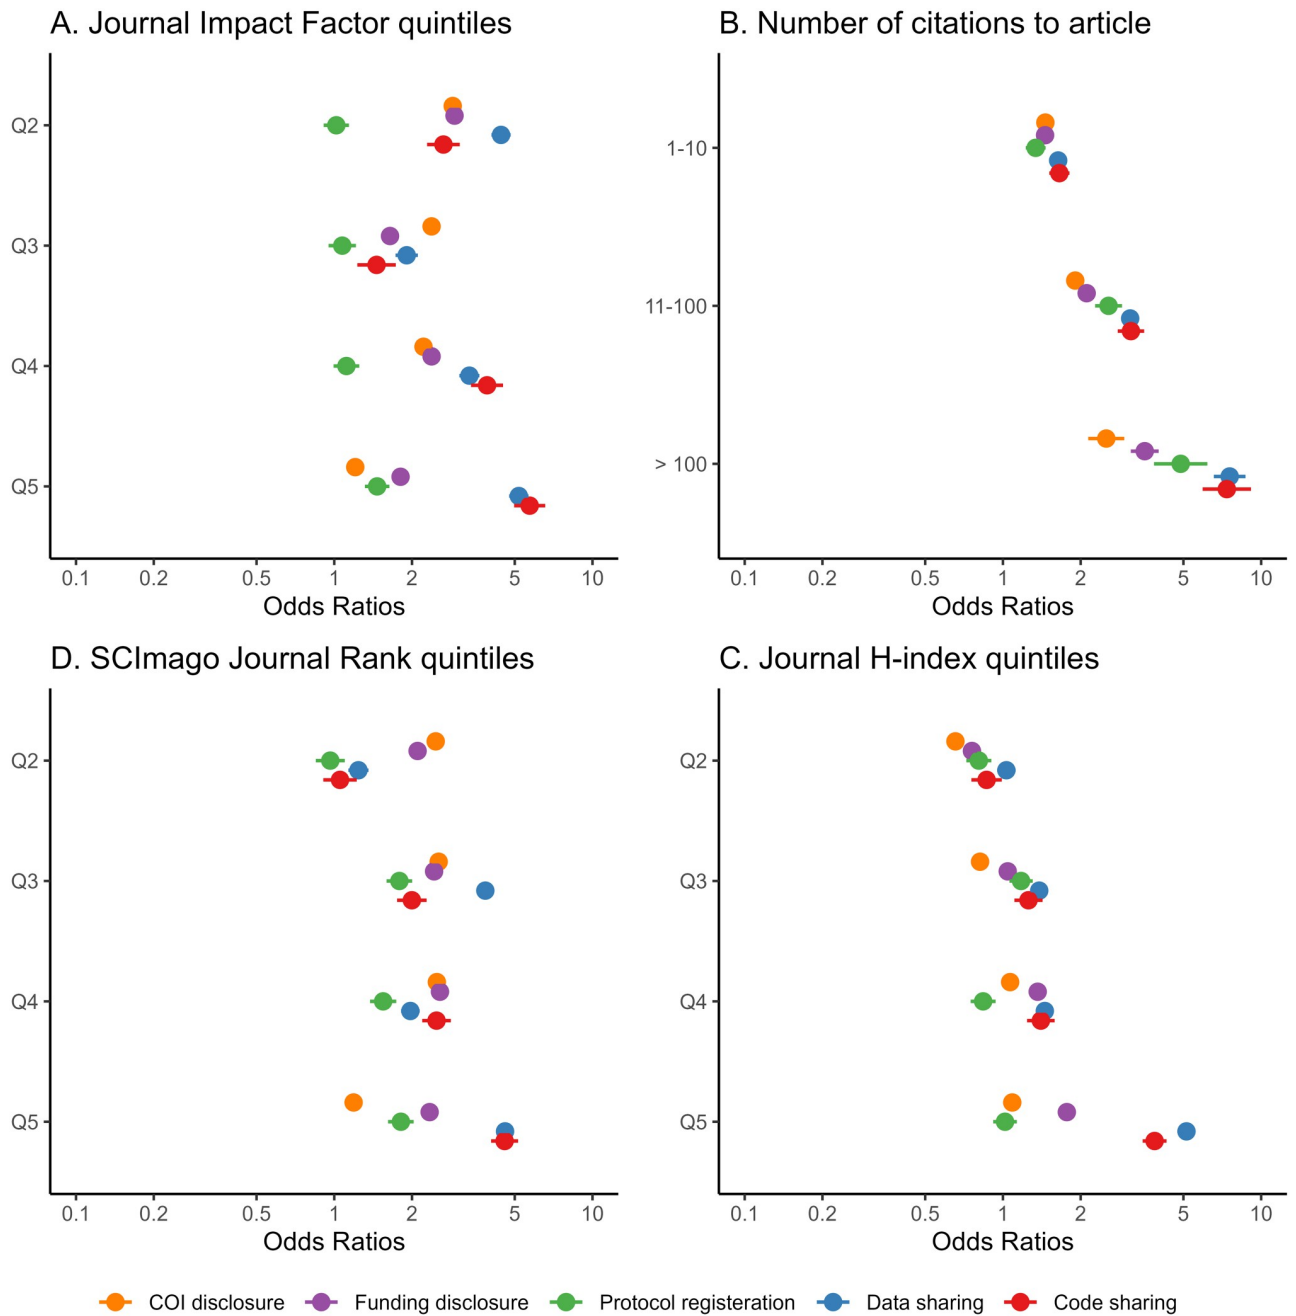 A. Journal Impact Factor quintiles
Q2
Q3
Q4
Q5
0.1 0.2 0.5 1 2 5 10
Odds Ratios
B. Number of citations to article
1-10
11-100
> 100
0.1 0.2 0.5 1 2 5 10
Odds Ratios
D. SCImago Journal Rank quintiles
Q2
Q3
Q4
Q5
0.1 0.2 0.5 1 2 5 10
Odds Ratios
C. Journal H-index quintiles
Q2
Q3
Q4
Q5
0.1 0.2 0.5 1 2 5 10
Odds Ratios
COI disclosure Funding disclosure Protocol registeration Data sharing Code sharing